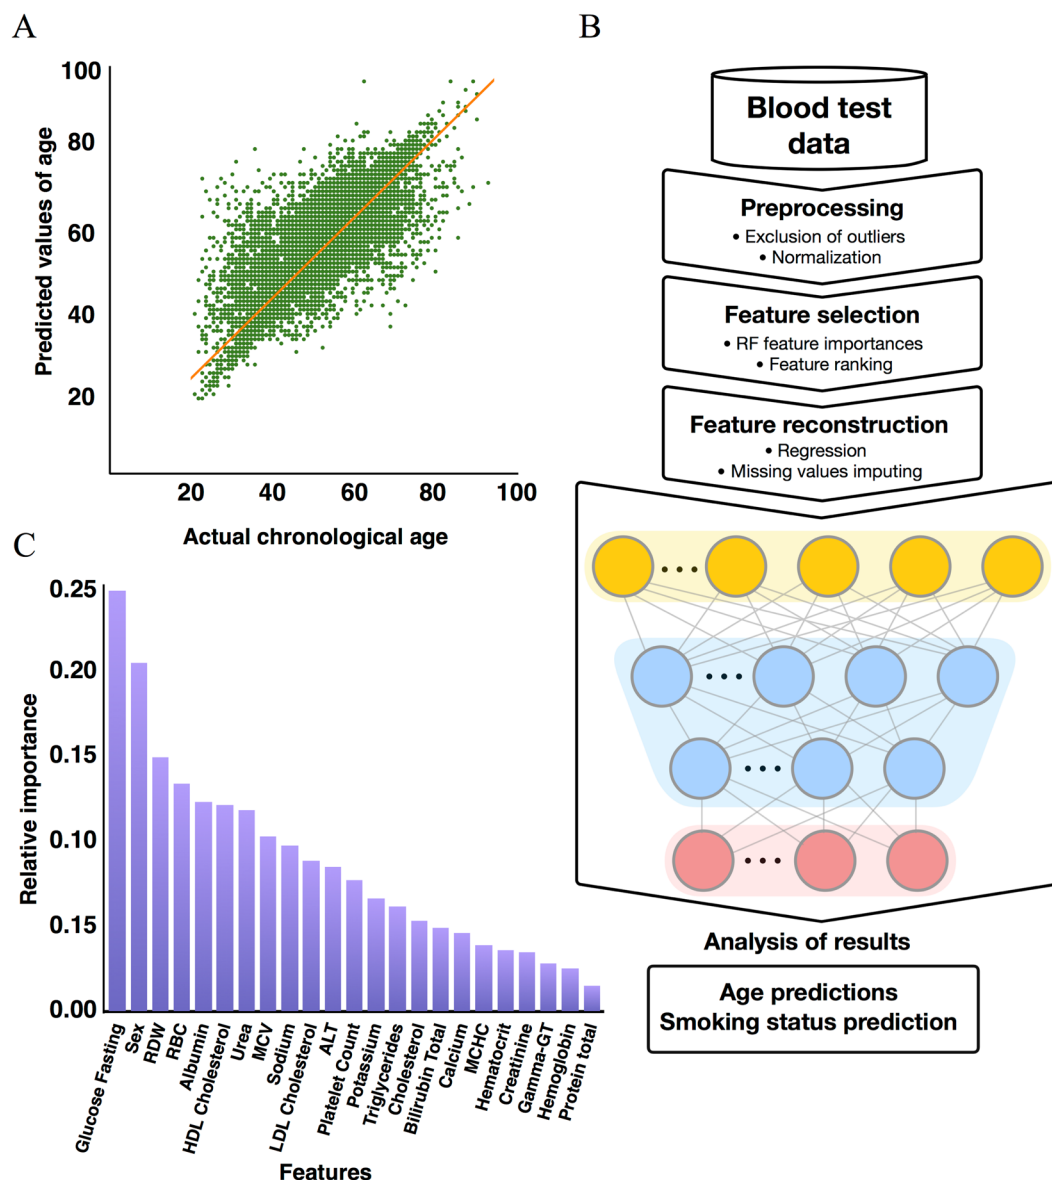 A
Predicted values of age
100
80
60
40
20
20 40 60 80 100
Actual chronological age
B
Blood test
data
Preprocessing
• Exclusion of outliers
• Normalization
Feature selection
• RF feature importances
• Feature ranking
Feature reconstruction
• Regression
• Missing values imputing
Analysis of results
Age predictions
Smoking status prediction
C
Relative importance
0.25
0.20
0.15
0.10
0.15
0.00
Glucose Fasting
Sex
RDW
RBC
Albumin
HDL Cholesterol
Urea
MCV
Sodium
LDL Cholesterol
ALT
Platelet Count
Potassium
Triglycerides
Cholesterol
Bilirubin Total
Calcium
MCHC
Hematocrit
Creatinine
Gamma-GT
Hemoglobin
Protein total
Features